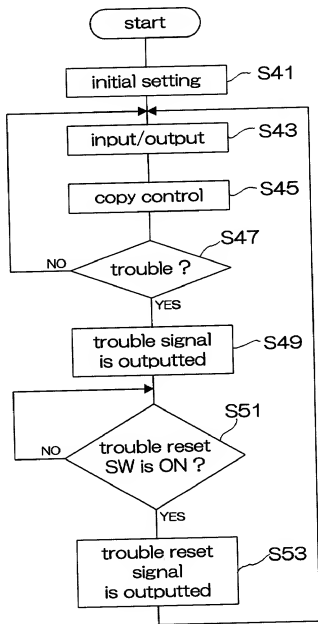 start
initial setting
S41
input/output
S43
copy control
S45
S47
trouble ?
NO
YES
trouble signal
is outputted
S49
S51
trouble reset
SW is ON ?
NO
YES
trouble reset
signal
is outputted
S53